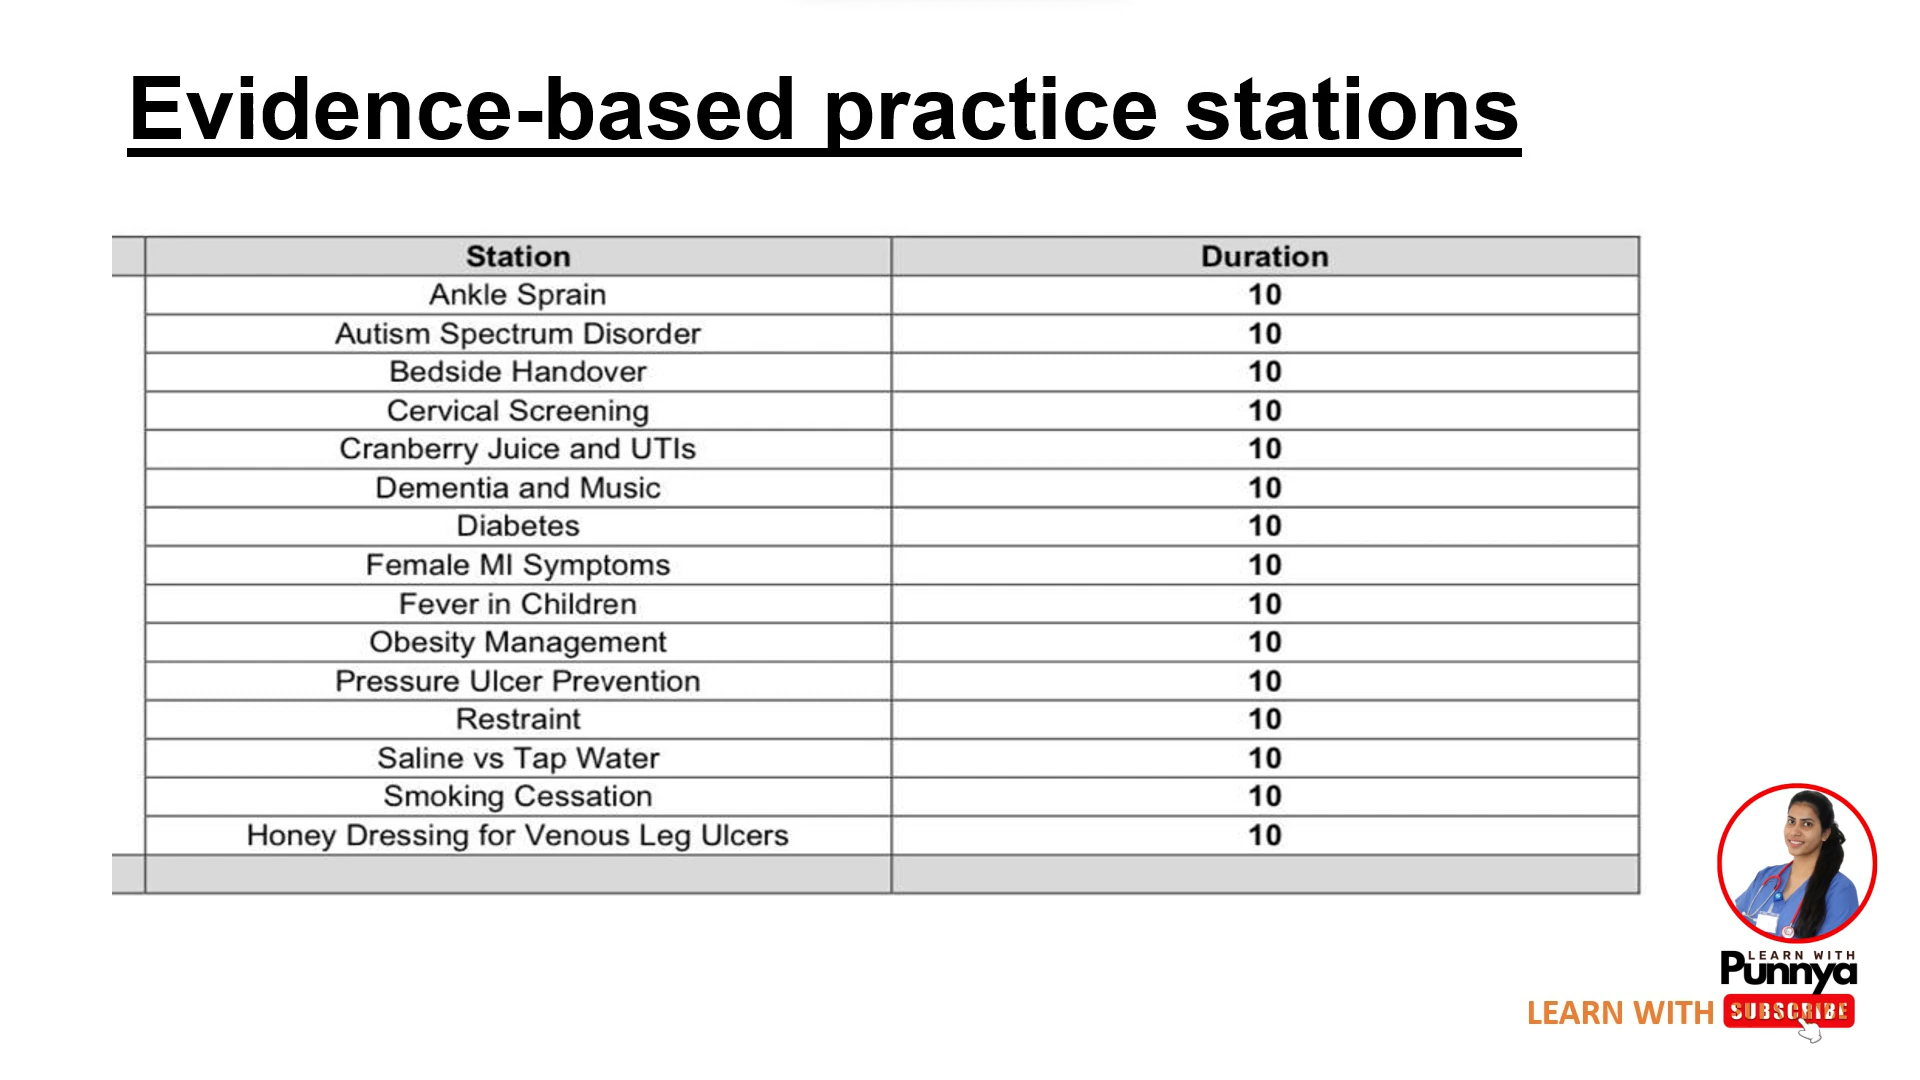 Evidence-based practice stations
Station Duration
Ankle Sprain 10
Autism Spectrum Disorder 10
Bedside Handover 10
Cervical Screening 10
Cranberry Juice and UTIs 10
Dementia and Music 10
Diabetes 10
Female MI Symptoms 10
Fever in Children 10
Obesity Management 10
Pressure Ulcer Prevention 10
Restraint 10
Saline vs Tap Water 10
Smoking Cessation 10
Honey Dressing for Venous Leg Ulcers 10
LEARN WITH
Punnya
LEARN WITH SUBSCRIBE